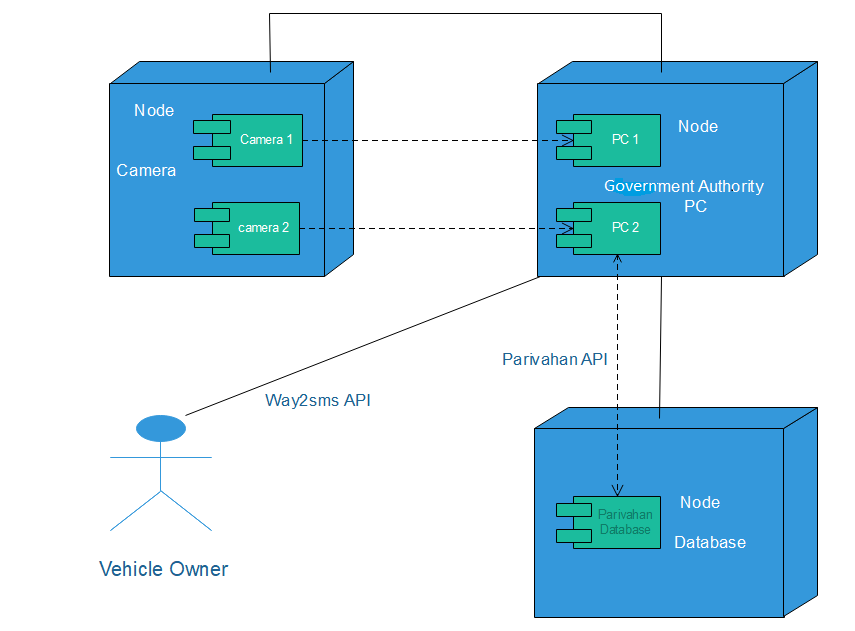 Node
Camera 1
Camera
camera 2
PC 1
Node
Government Authority
PC
PC 2
Parivahan API
Way2sms API
Vehicle Owner
Parivahan
Database
Node
Database